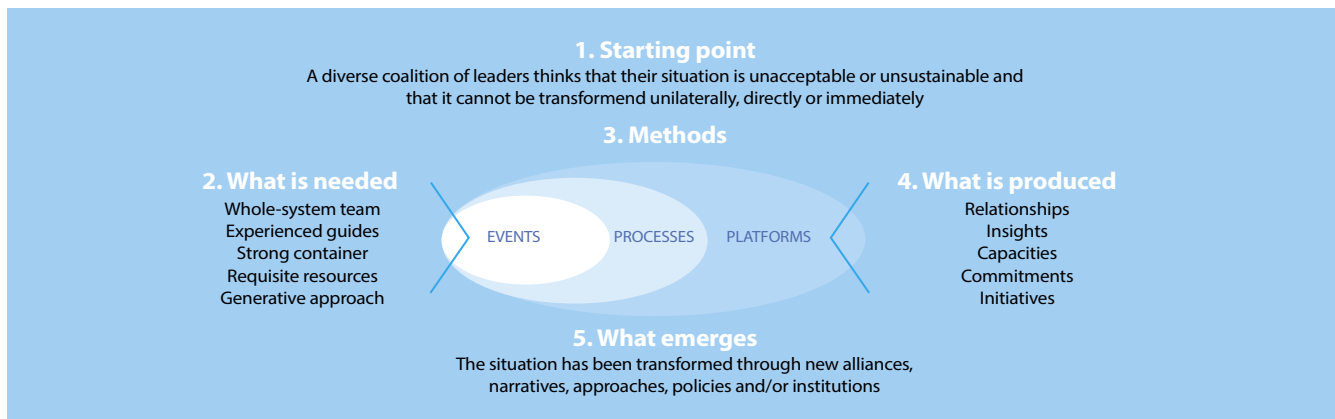 1. Starting point
A diverse coalition of leaders thinks that their situation is unacceptable or unsustainable and
that it cannot be transformend unilaterally, directly or immediately
3. Methods
2. What is needed
Whole-system team
Experienced guides
Strong container
Requisite resources
Generative approach
EVENTS
PROCESSES
PLATFORMS
4. What is produced
Relationships
Insights
Capacities
Commitments
Initiatives
5. What emerges
The situation has been transformed through new alliances,
narratives, approaches, policies and/or institutions